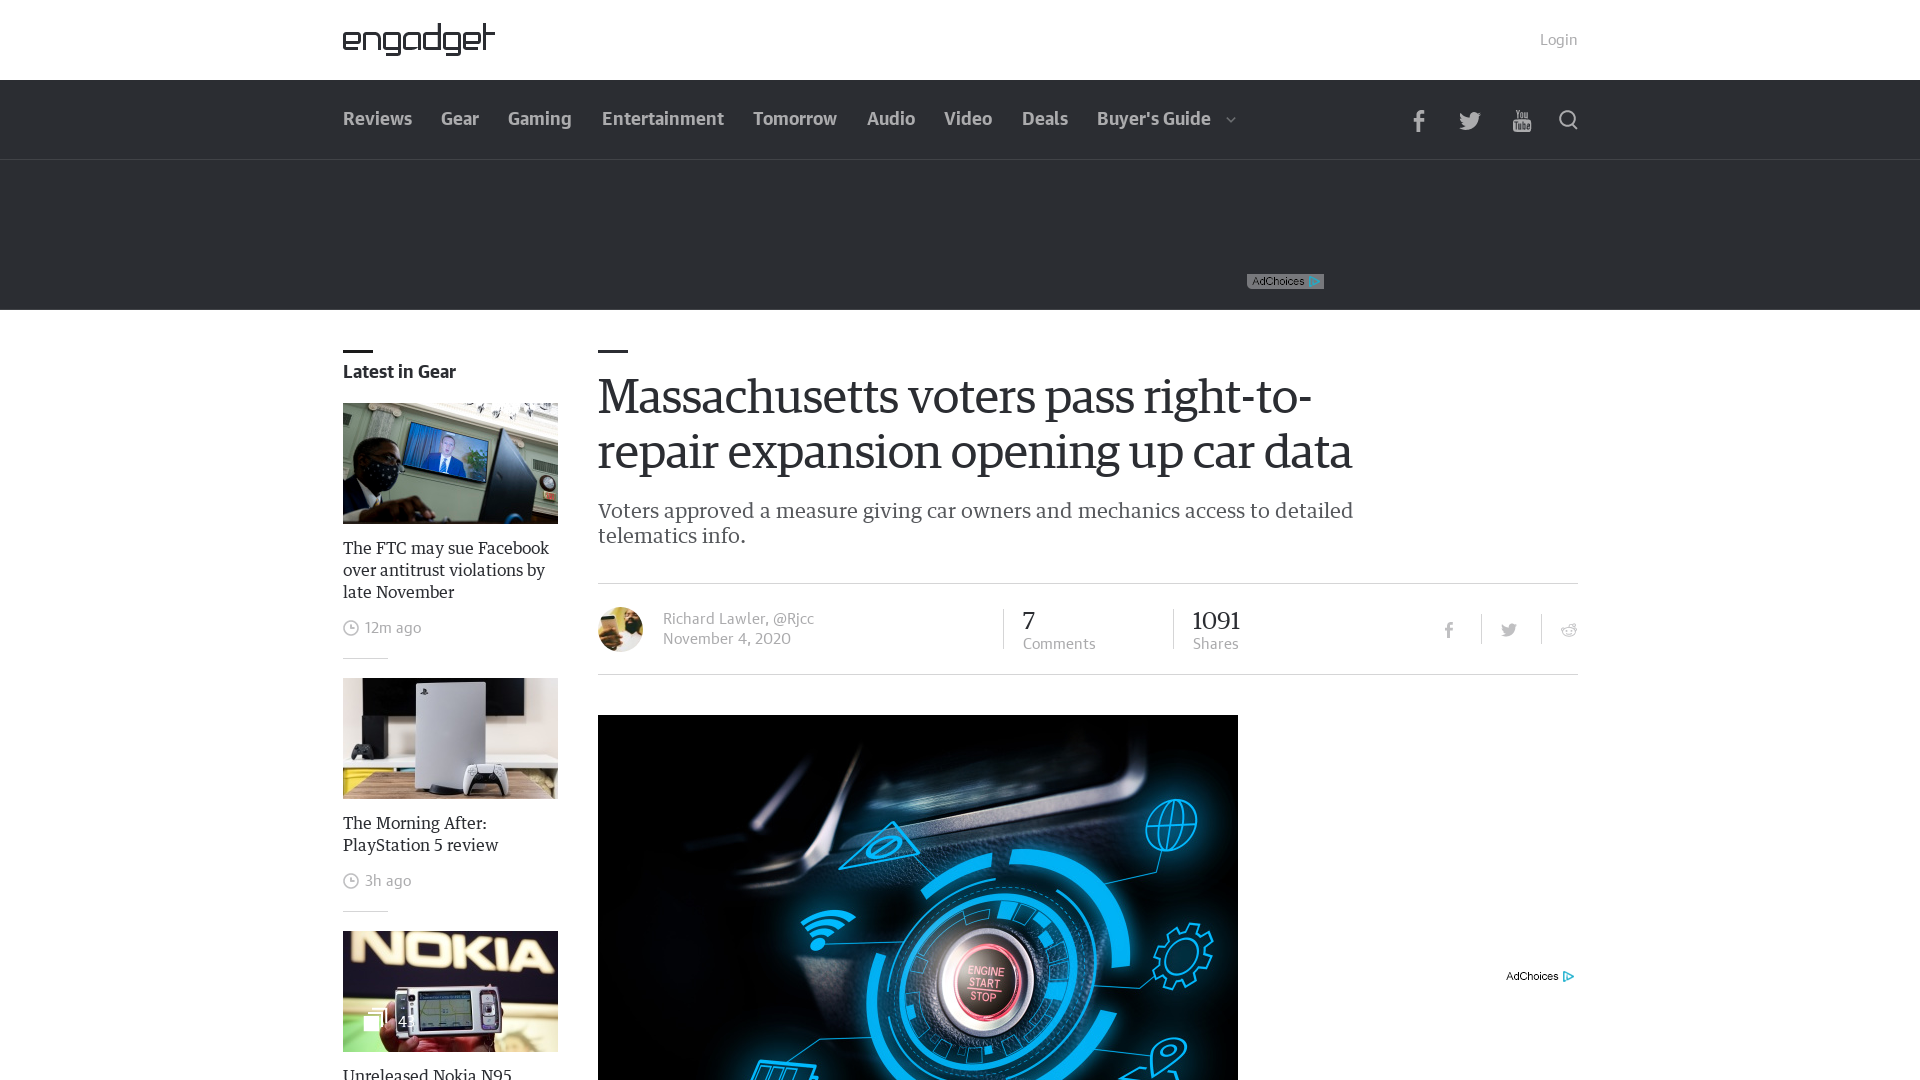 engadget
Login
Reviews
Gear
Gaming
Entertainment
Tomorrow
Audio
Video
Deals
Buyer's Guide
You
Tube
AdChoices
Latest in Gear
The FTC may sue Facebook
over antitrust violations by
late November
12m ago
The Morning After:
PlayStation 5 review
3h ago
NOKIA
43
Unreleased Nokia N95
Massachusetts voters pass right-to-
repair expansion opening up car data
Voters approved a measure giving car owners and mechanics access to detailed
telematics info.
Richard Lawler, @Rjcc
November 4, 2020
7
Comments
1091
Shares
ENGINE
START
STOP
AdChoices